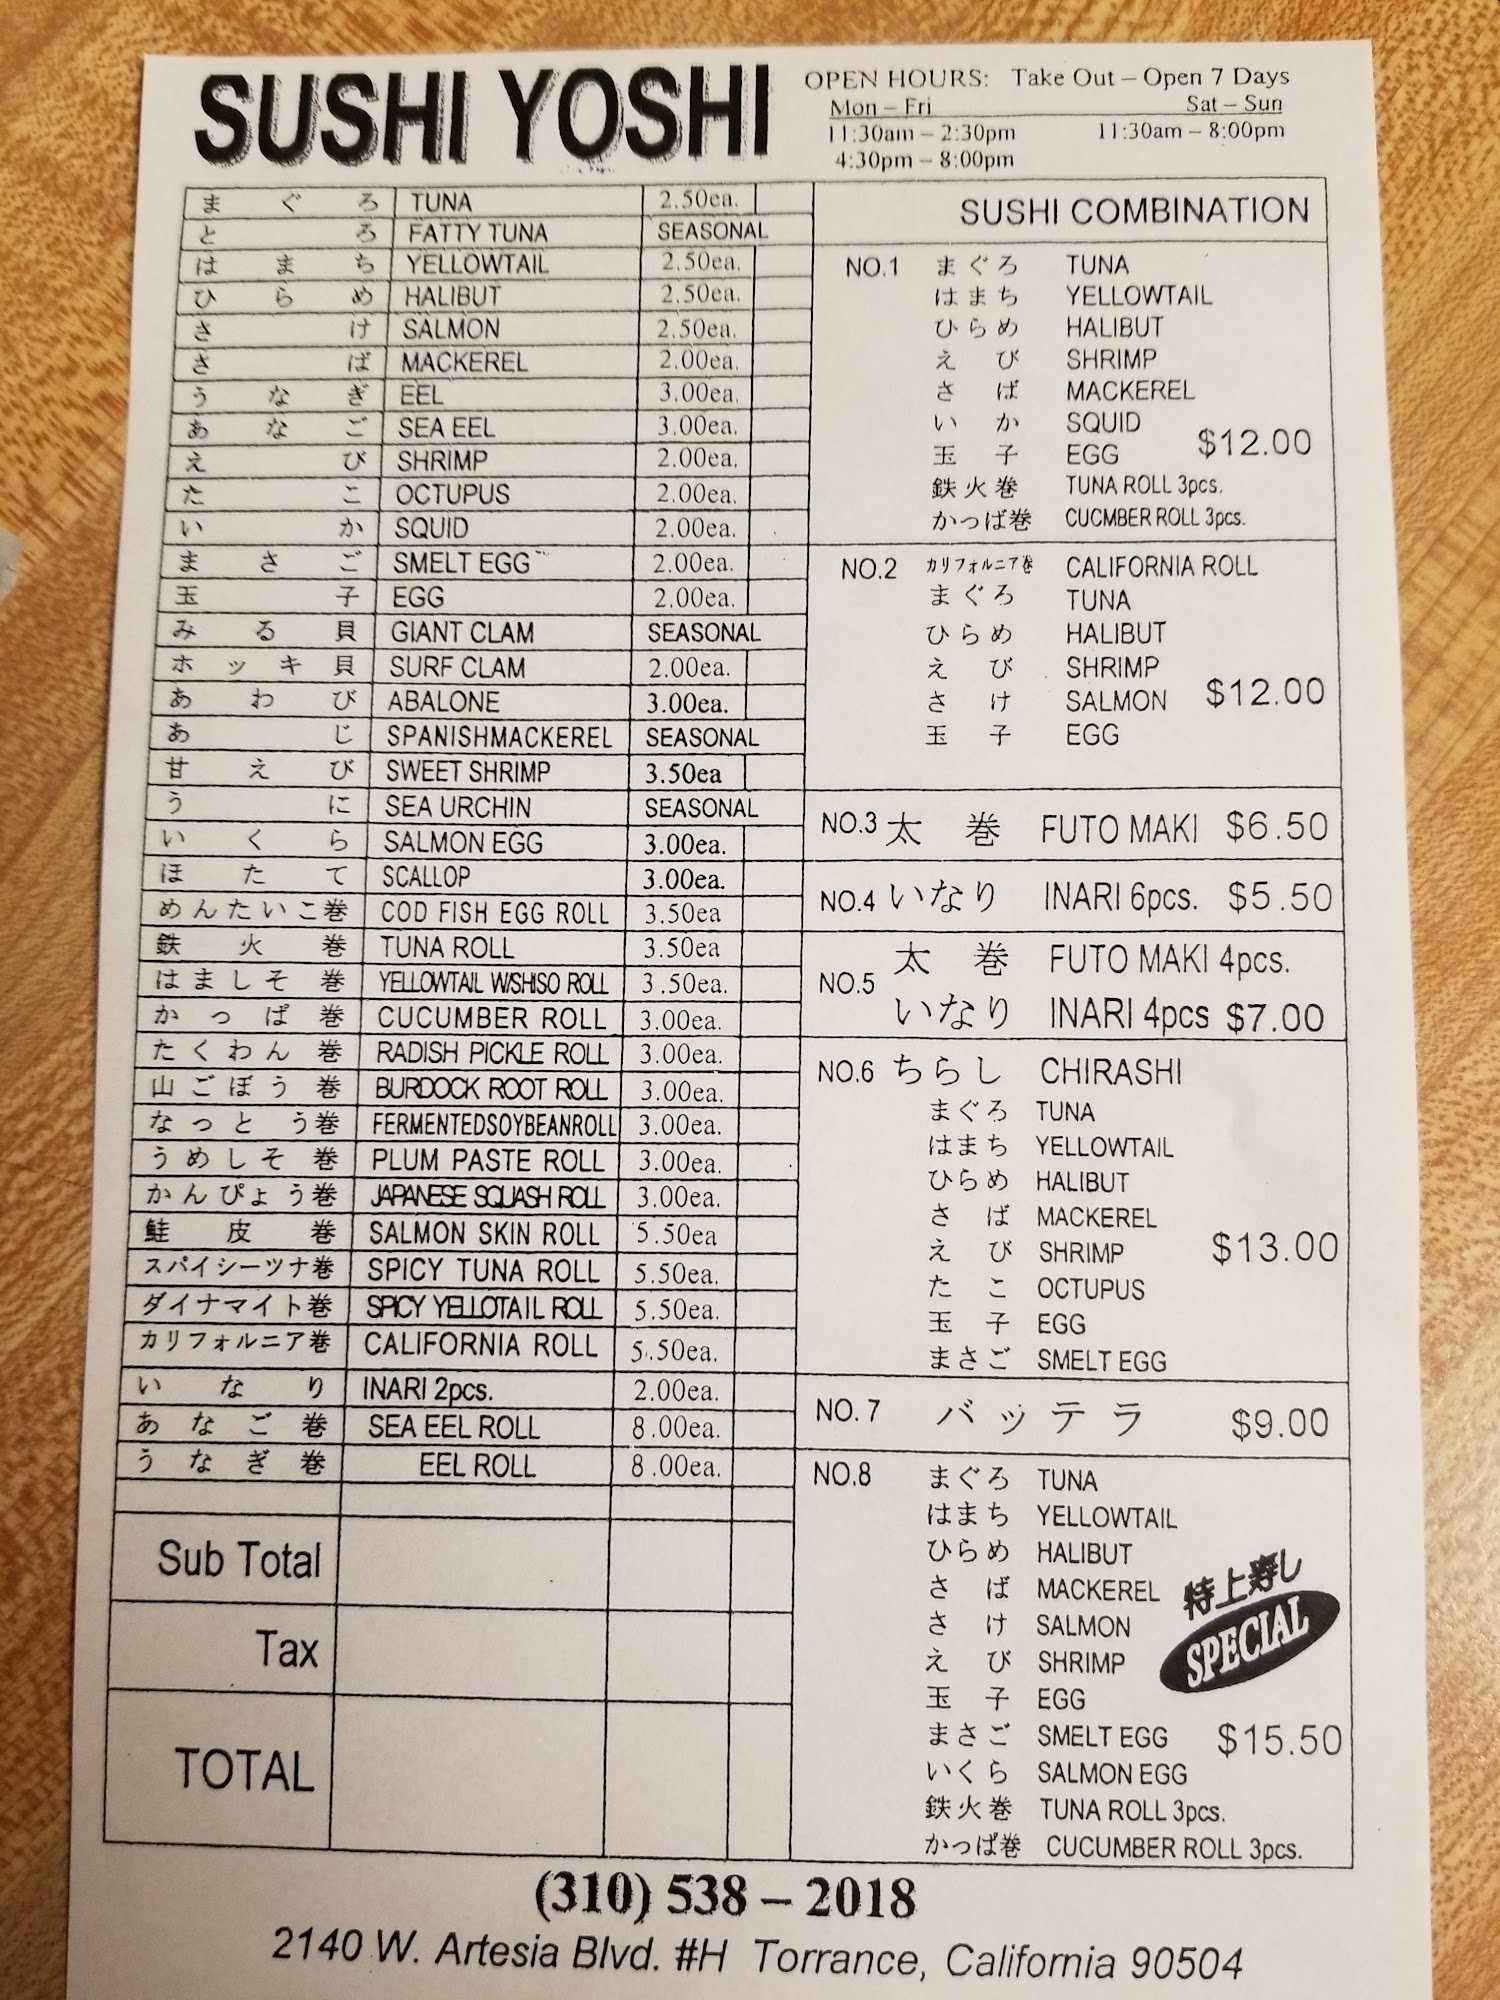 SUSHI YOSHI
OPEN HOURS: Take Out – Open 7 Days
Mon – Fri Sat – Sun
11:30am – 2:30pm 11:30am – 8:00pm
4:30pm – 8:00pm
まぐろ TUNA 2.50ea.
とろ FATTY TUNA SEASONAL
はまち YELLOWTAIL 2.50ea.
ひらめ HALIBUT 2.50ea.
さけ SALMON 2.50ea.
さば MACKEREL 2.00ea.
うなぎ EEL 3.00ea.
あなご SEA EEL 3.00ea.
えび SHRIMP 2.00ea.
たこ OCTUPUS 2.00ea.
いか SQUID 2.00ea.
まさご SMELT EGG 2.00ea.
玉子 EGG 2.00ea.
みる貝 GIANT CLAM SEASONAL
ホッキ貝 SURF CLAM 2.00ea.
あわび ABALONE 3.00ea.
あじ SPANISHMACKEREL SEASONAL
甘えび SWEET SHRIMP 3.50ea
うに SEA URCHIN SEASONAL
いくら SALMON EGG 3.00ea.
ほたて SCALLOP 3.00ea.
めんたいこ巻 COD FISH EGG ROLL 3.50ea
鉄火巻 TUNA ROLL 3.50ea
はましそ巻 YELLOWTAIL W/SHISO ROLL 3.50ea.
かっぱ巻 CUCUMBER ROLL 3.00ea.
たくわん巻 RADISH PICKLE ROLL 3.00ea.
山ごぼう巻 BURDOCK ROOT ROLL 3.00ea.
なっとう巻 FERMENTEDSOYBEANROLL 3.00ea.
うめしそ巻 PLUM PASTE ROLL 3.00ea.
かんぴょう巻 JAPANESE SQUASH ROLL 3.00ea.
鮭皮巻 SALMON SKIN ROLL 5.50ea
スパイシーツナ巻 SPICY TUNA ROLL 5.50ea.
ダイナマイト巻 SPICY YELLOTAIL ROLL 5.50ea.
カリフォルニア巻 CALIFORNIA ROLL 5.50ea.
いなり INARI 2pcs. 2.00ea.
あなご巻 SEA EEL ROLL 8.00ea.
うなぎ巻 EEL ROLL 8.00ea.
Sub Total
Tax
TOTAL
SUSHI COMBINATION
NO.1 まぐろ TUNA
はまち YELLOWTAIL
ひらめ HALIBUT
えび SHRIMP
さば MACKEREL
いか SQUID
玉子 EGG $12.00
鉄火巻 TUNA ROLL 3pcs.
かっぱ巻 CUCMBER ROLL 3pcs.
NO.2 カリフォルニア巻 CALIFORNIA ROLL
まぐろ TUNA
ひらめ HALIBUT
えび SHRIMP
さけ SALMON $12.00
玉子 EGG
NO.3 太巻 FUTO MAKI $6.50
NO.4 いなり INARI 6pcs. $5.50
太巻 FUTO MAKI 4pcs.
NO.5
いなり INARI 4pcs $7.00
NO.6 ちらし CHIRASHI
まぐろ TUNA
はまち YELLOWTAIL
ひらめ HALIBUT
さば MACKEREL
えび SHRIMP $13.00
たこ OCTUPUS
玉子 EGG
まさご SMELT EGG
NO. 7 バッテラ $9.00
NO.8 まぐろ TUNA
はまち YELLOWTAIL
ひらめ HALIBUT
さば MACKEREL
さけ SALMON
えび SHRIMP
玉子 EGG
特上寿し
SPECIAL
まさご SMELT EGG $15.50
いくら SALMON EGG
鉄火巻 TUNA ROLL 3pcs.
かっぱ巻 CUCUMBER ROLL 3pcs.
(310) 538 – 2018
2140 W. Artesia Blvd. #H Torrance, California 90504